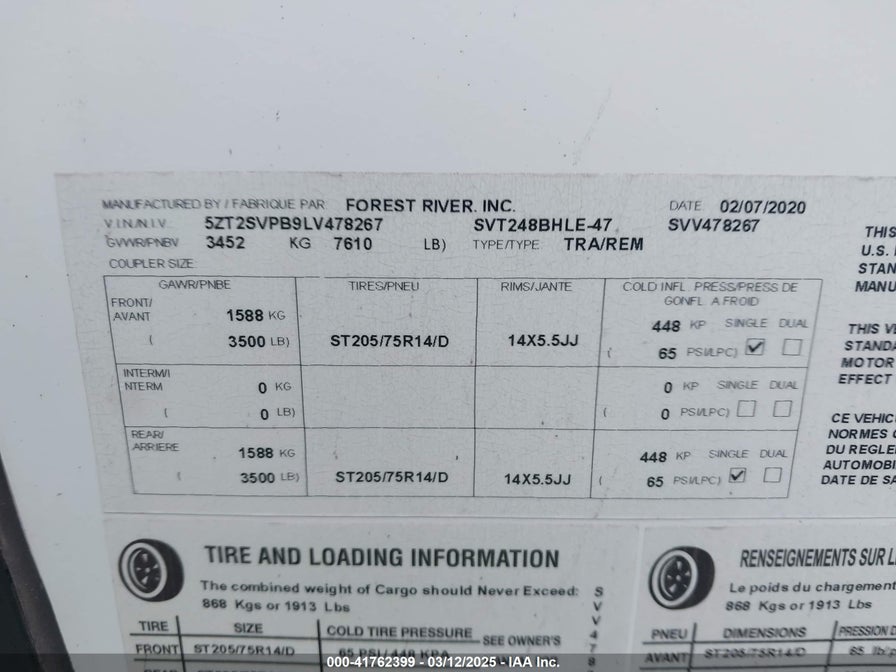 MANUFACTURED BY / FABRIQUE PAR FOREST RIVER. INC. DATE 02/07/2020
V.I.N/N.I.V. 5ZT2SVPB9LV478267 SVT248BHLE-47 SVV478267
GVWR/PNBV 3452 KG 7610 LB) TYPE/TYPE TRA/REM
COUPLER SIZE
GAWR/PNBE TIRES/PNEU RIMS/JANTE COLD INFL. PRESS/PRESS DE
GONFL. A FROID
FRONT/
AVANT 1588 KG 448 KP SINGLE DUAL
( 3500 LB) ST205/75R14/D 14X5.5JJ ( 65 PSI/LPC)
INTERM/I
NTERM 0 KG 0 KP SINGLE DUAL
( 0 LB) ( 0 PSI/LPC)
REAR/
ARRIERE 1588 KG 448 KP SINGLE DUAL
( 3500 LB) ST205/75R14/D 14X5.5JJ ( 65 PSI/LPC)
THIS
U.S.
STAN
MANU
THIS VE
STANDA
MOTOR
EFFECT
CE VEHIC
NORMES
DU REGLE
AUTOMOBI
DATE DE SA
TIRE AND LOADING INFORMATION
The combined weight of Cargo should Never Exceed:
868 Kgs or 1913 Lbs
TIRE SIZE COLD TIRE PRESSURE SEE OWNER'S
FRONT ST205/75R14/D 65 PSI / 448 KPA
S
V
V
4
7
8
RENSEIGNEMENTS SUR L
Le poids du chargement
868 Kgs or 1913 Lbs
PNEU DIMENSIONS PRESSION D
AVANT ST205/75R14/D 65 lb/
000-41762399 - 03/12/2025 - IAA Inc.